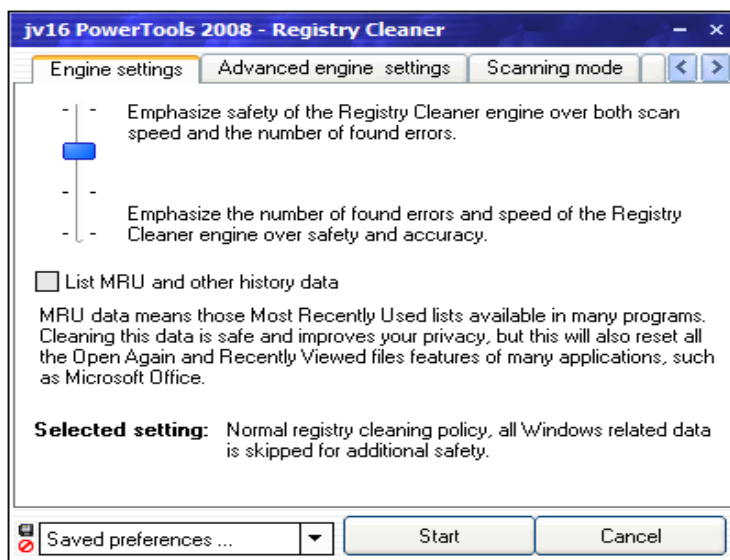 jv16 PowerTools 2008 - Registry Cleaner
Engine settings
Advanced engine settings
Scanning mode
Emphasize safety of the Registry Cleaner engine over both scan
speed and the number of found errors.
Emphasize the number of found errors and speed of the Registry
Cleaner engine over safety and accuracy.
List MRU and other history data
MRU data means those Most Recently Used lists available in many programs.
Cleaning this data is safe and improves your privacy, but this will also reset all
the Open Again and Recently Viewed files features of many applications, such
as Microsoft Office.
Selected setting: Normal registry cleaning policy, all Windows related data
is skipped for additional safety.
Saved preferences ...
Start
Cancel